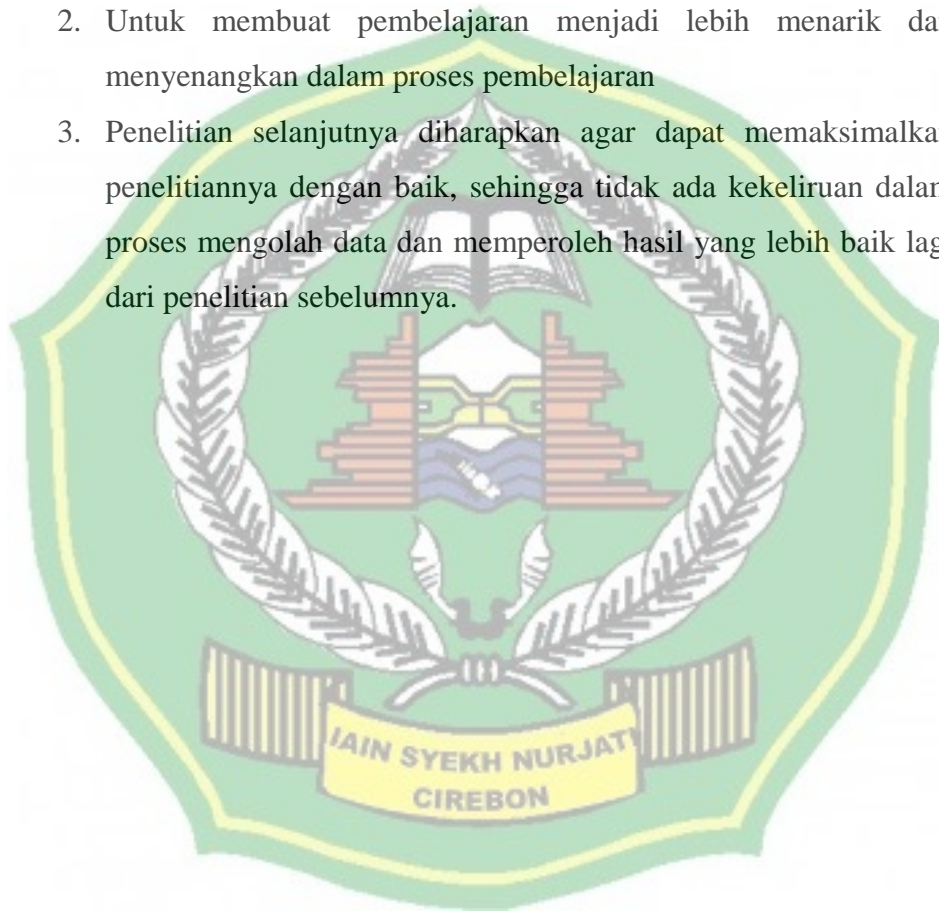 2. Untuk membuat pembelajaran menjadi lebih menarik da
menyenangkan dalam proses pembelajaran
3. Penelitian selanjutnya diharapkan agar dapat memaksimalka
penelitiannya dengan baik, sehingga tidak ada kekeliruan dalan
proses mengolah data dan memperoleh hasil yang lebih baik lag
dari penelitian sebelumnya.
IAIN SYEKH NURJATI
CIREBON